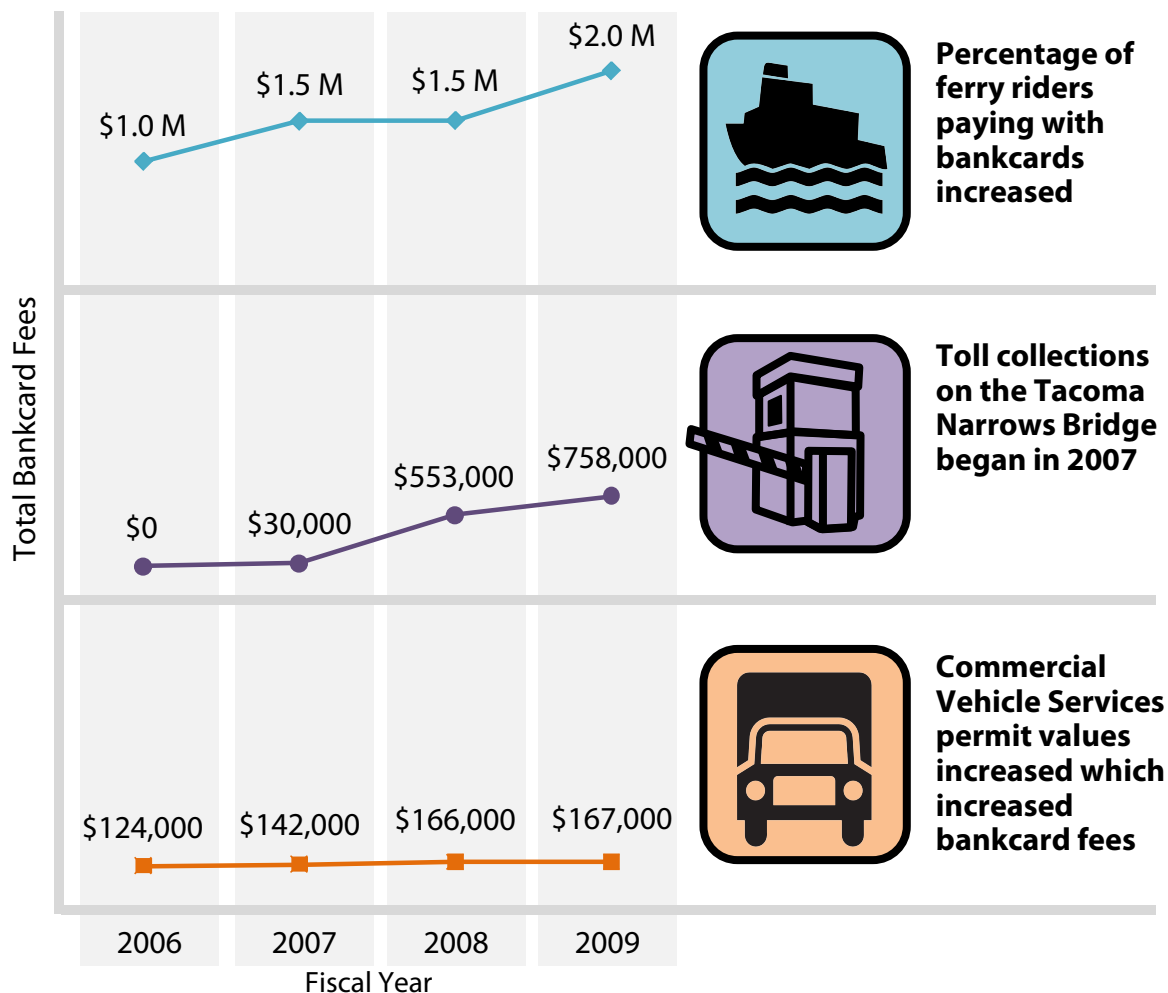 $1.0 M
$1.5 M
$1.5 M
$2.0 M
Percentage of
ferry riders
paying with
bankcards
increased
Total Bankcard Fees
$0
$30,000
$553,000
$758,000
Toll collections
on the Tacoma
Narrows Bridge
began in 2007
$124,000
$142,000
$166,000
$167,000
Commercial
Vehicle Services
permit values
increased which
increased
bankcard fees
2006
2007
2008
2009
Fiscal Year